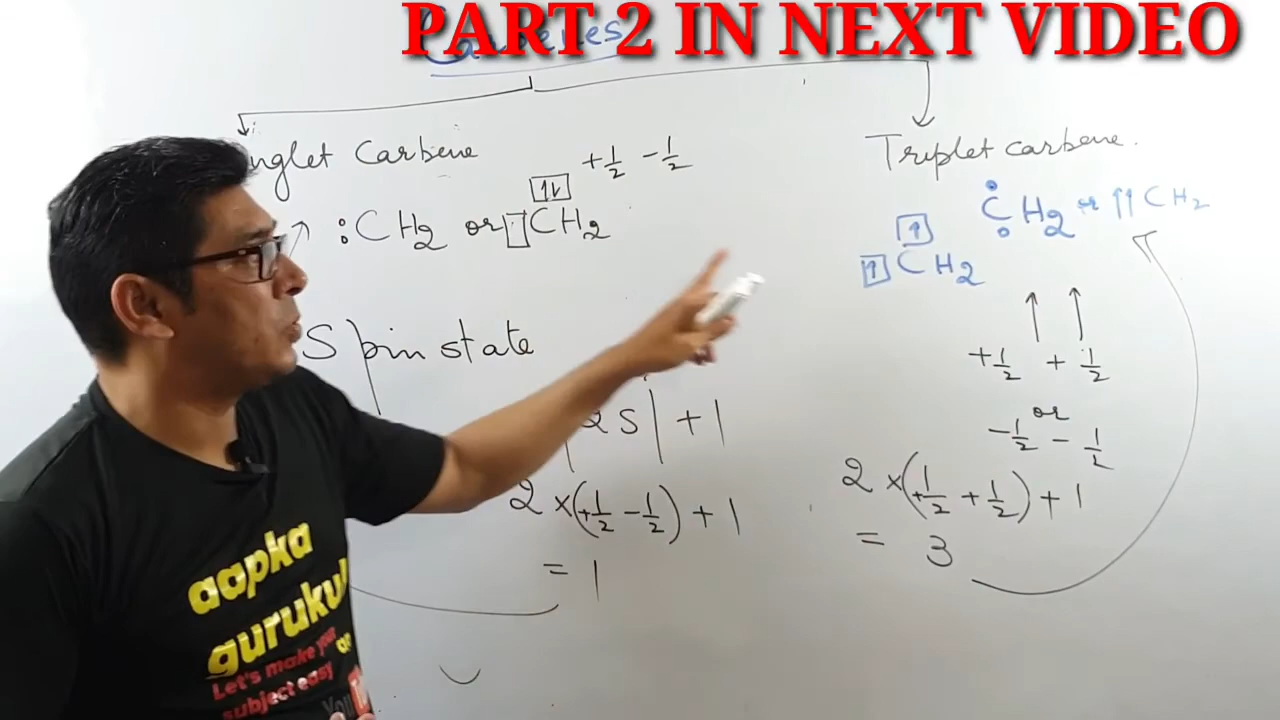 PART 2 IN NEXT VIDEO
Carbenes
nglet Carbene
+1/2 -1/2
Triplet carbene.
:CH2 or CH2
ĊH2 or ↑↑CH2
CH2
Spin state
|2S| + 1
+1/2 + 1/2
or
-1/2 - 1/2
2 × (+1/2 - 1/2) + 1
= 1
2 × (+1/2 + 1/2) + 1
= 3
aapka
gurukul
Let's make your
subject easy